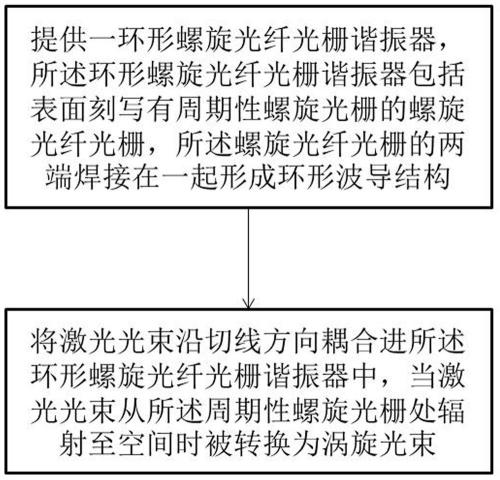 提供一环形螺旋光纤光栅谐振器，
所述环形螺旋光纤光栅谐振器包括
表面刻写有周期性螺旋光栅的螺旋
光纤光栅，所述螺旋光纤光栅的两
端焊接在一起形成环形波导结构
将激光光束沿切线方向耦合进所述
环形螺旋光纤光栅谐振器中，当激
光光束从所述周期性螺旋光栅处辐
射至空间时被转换为涡旋光束